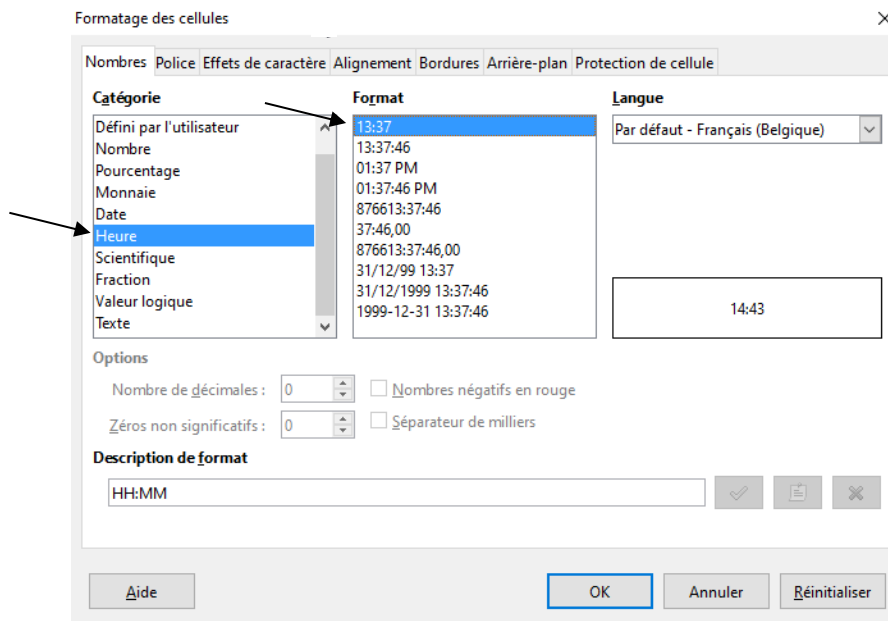 Formatage des cellules
Nombres Police Effets de caractère Alignement Bordures Arrière-plan Protection de cellule
Catégorie
Défini par l'utilisateur
Nombre
Pourcentage
Monnaie
Date
Heure
Scientifique
Fraction
Valeur logique
Texte
Format
13:37
13:37:46
01:37 PM
01:37:46 PM
876613:37:46
37:46,00
876613:37:46,00
31/12/99 13:37
31/12/1999 13:37:46
1999-12-31 13:37:46
Langue
Par défaut - Français (Belgique)
14:43
Options
Nombre de décimales : 0
Nombres négatifs en rouge
Zéros non significatifs : 0
Séparateur de milliers
Description de format
HH:MM
Aide OK Annuler Réinitialiser